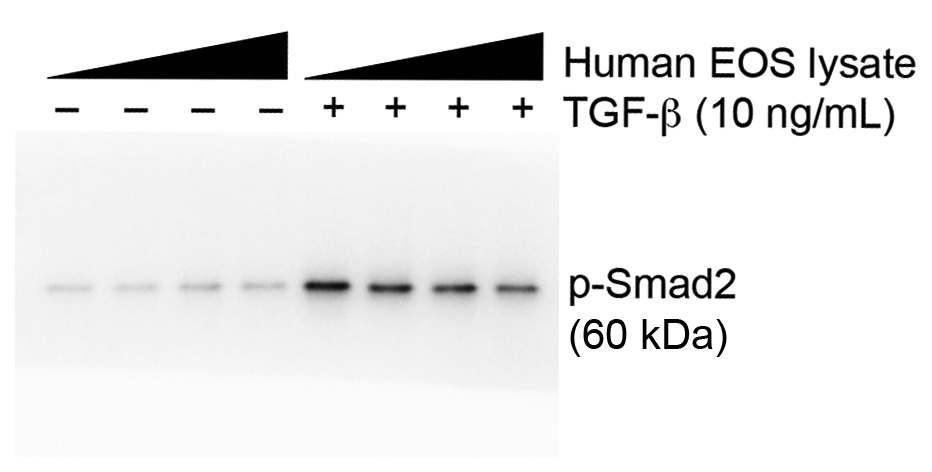 Human EOS lysate
− − − − + + + + TGF-β (10 ng/mL)
p-Smad2
(60 kDa)